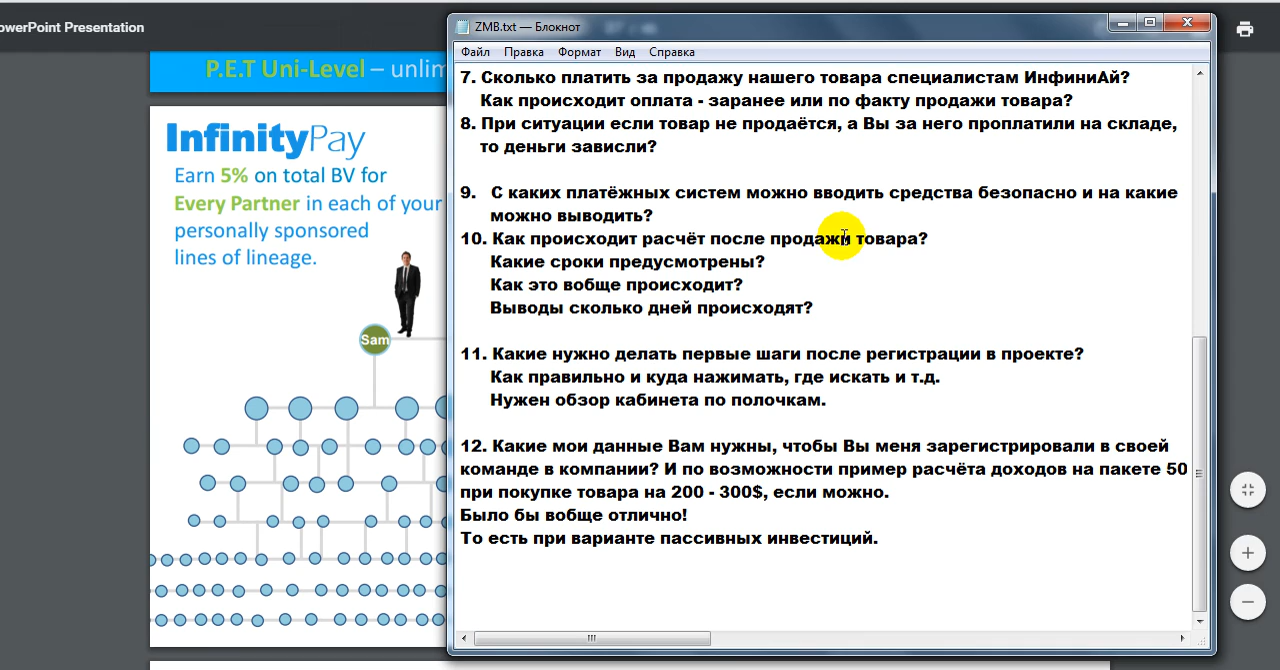 owerPoint Presentation
P.E.T Uni-Level – unlim
InfinityPay
Earn 5% on total BV for
Every Partner in each of your
personally sponsored
lines of lineage.
Sam
ZMB.txt — Блокнот
Файл Правка Формат Вид Справка
7. Сколько платить за продажу нашего товара специалистам ИнфиниАй?
Как происходит оплата - заранее или по факту продажи товара?
8. При ситуации если товар не продаётся, а Вы за него проплатили на складе,
то деньги зависли?
9. С каких платёжных систем можно вводить средства безопасно и на какие
можно выводить?
10. Как происходит расчёт после продажи товара?
Какие сроки предусмотрены?
Как это вобще происходит?
Выводы сколько дней происходят?
11. Какие нужно делать первые шаги после регистрации в проекте?
Как правильно и куда нажимать, где искать и т.д.
Нужен обзор кабинета по полочкам.
12. Какие мои данные Вам нужны, чтобы Вы меня зарегистрировали в своей
команде в компании? И по возможности пример расчёта доходов на пакете 50
при покупке товара на 200 - 300$, если можно.
Было бы вобще отлично!
То есть при варианте пассивных инвестиций.